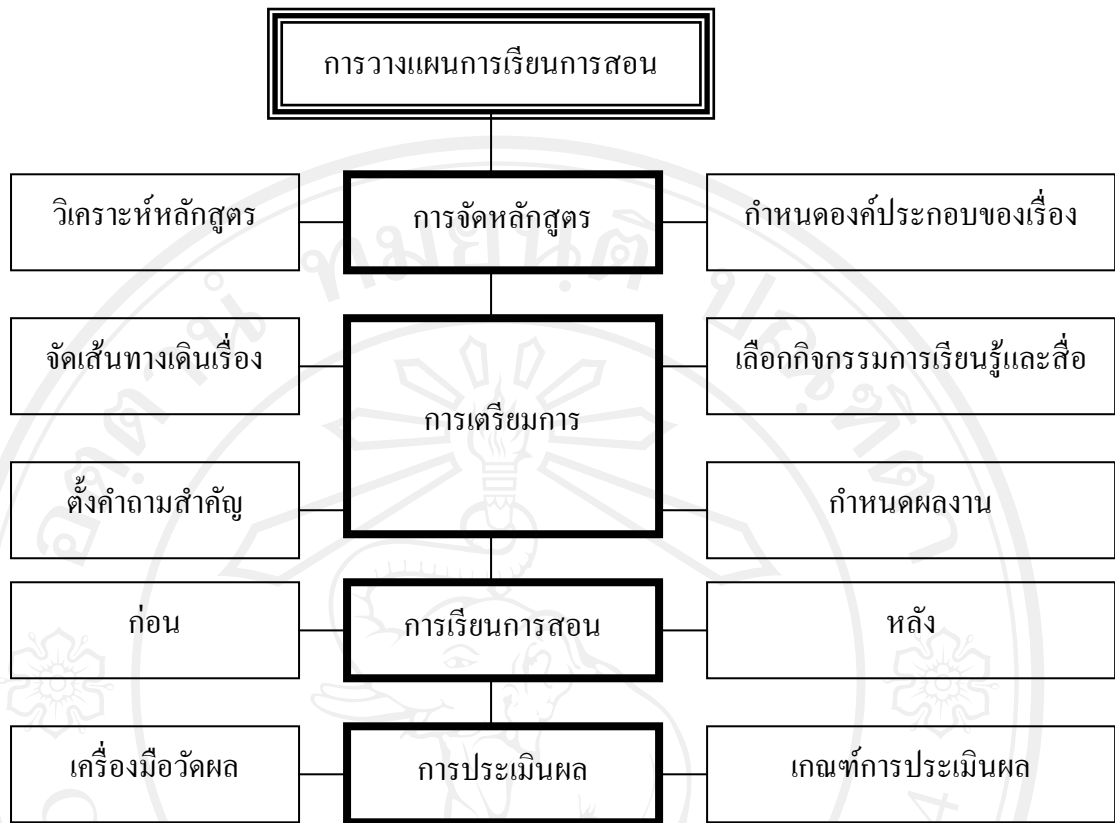 การวางแผนการเรียนการสอน
วิเคราะห์หลักสูตร
การจัดหลักสูตร
กำหนดองค์ประกอบของเรื่อง
จัดเส้นทางเดินเรื่อง
เลือกกิจกรรมการเรียนรู้และสื่อ
การเตรียมการ
ตั้งคำถามสำคัญ
กำหนดผลงาน
ก่อน
การเรียนการสอน
หลัง
เครื่องมือวัดผล
การประเมินผล
เกณฑ์การประเมินผล